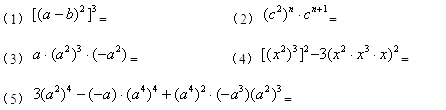 （1） [(a－b)²]³=　　（2） (c²)ⁿ·cⁿ⁺¹=
（3） a·(a²)³·(－a²)=　　（4） [(x²)³]²－3(x²·x³·x)²=
（5） 3(a²)⁴－(－a)·(a⁴)⁴+(a⁴)²·(－a³)(a²)³=